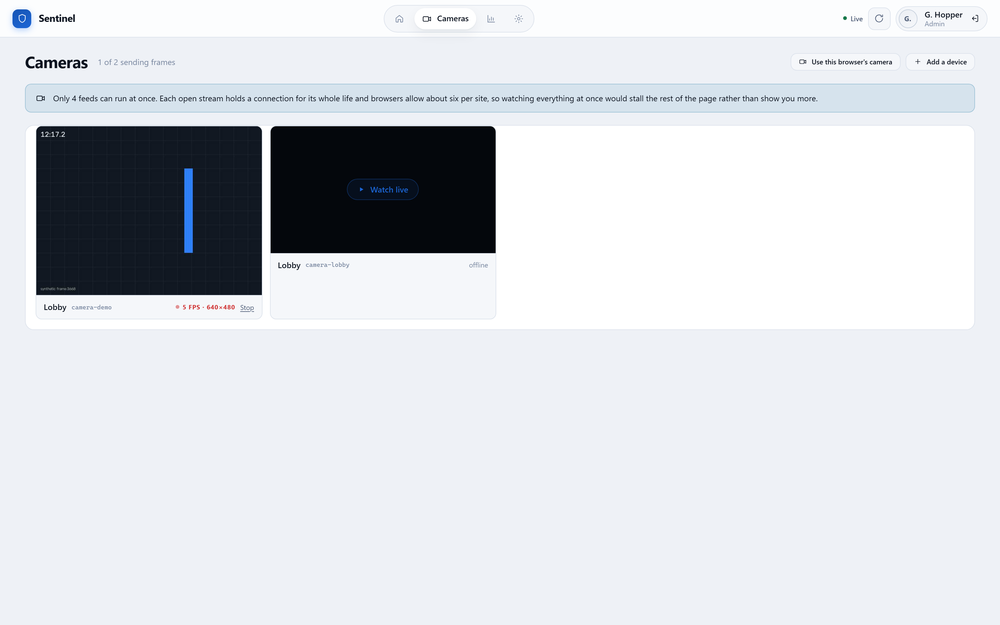 Sentinel
Cameras
Live
G.
G. Hopper
Admin
Cameras
1 of 2 sending frames
Use this browser's camera
Add a device
Only 4 feeds can run at once. Each open stream holds a connection for its whole life and browsers allow about six per site, so watching everything at once would stall the rest of the page rather than show you more.
12:17.2
synthetic frame 3668
Lobby camera-demo
5 FPS · 640×480 Stop
Watch live
Lobby camera-lobby
offline